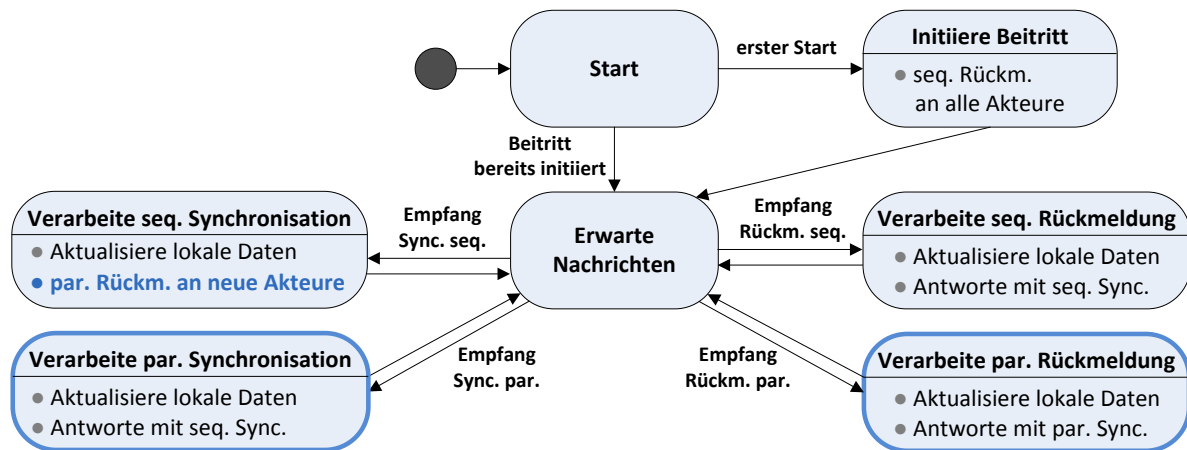 Start
erster Start
Initiiere Beitritt
● seq. Rückm.
an alle Akteure
Beitritt
bereits initiiert
Verarbeite seq. Synchronisation
● Aktualisiere lokale Daten
● par. Rückm. an neue Akteure
Empfang
Sync. seq.
Erwarte
Nachrichten
Empfang
Rückm. seq.
Verarbeite seq. Rückmeldung
● Aktualisiere lokale Daten
● Antworte mit seq. Sync.
Verarbeite par. Synchronisation
● Aktualisiere lokale Daten
● Antworte mit seq. Sync.
Empfang
Sync. par.
Empfang
Rückm. par.
Verarbeite par. Rückmeldung
● Aktualisiere lokale Daten
● Antworte mit par. Sync.